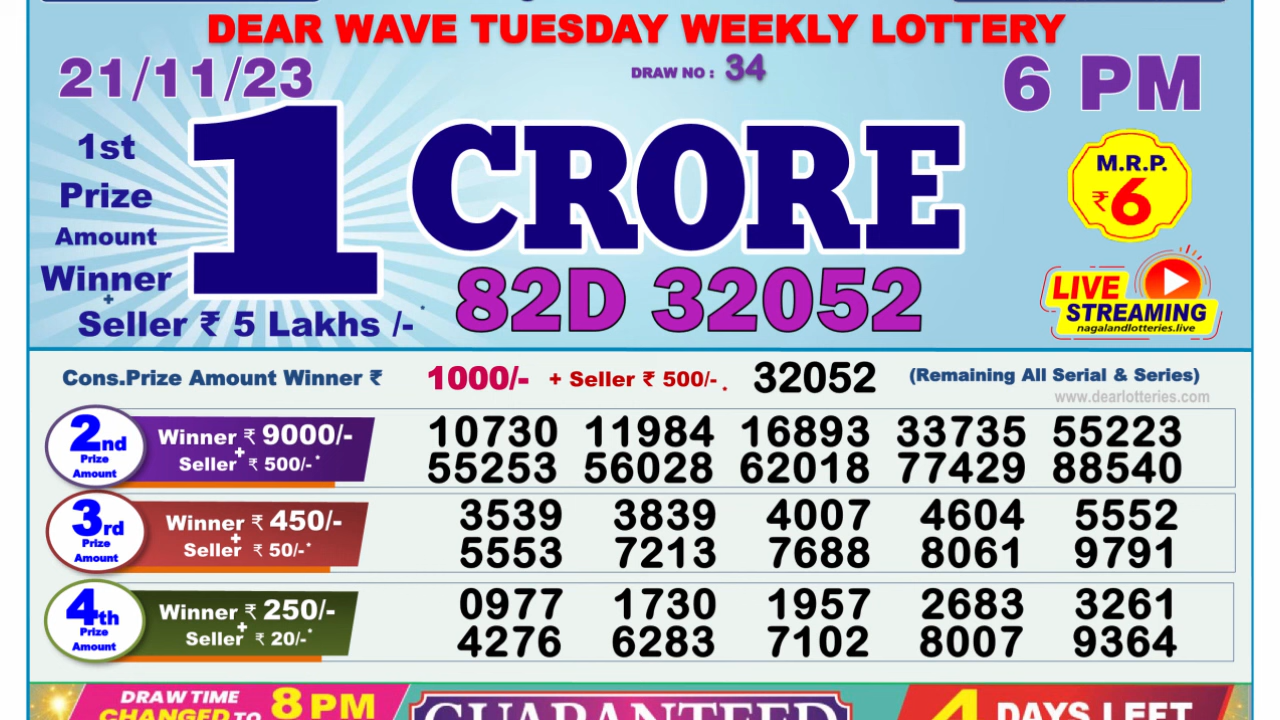 DEAR WAVE TUESDAY WEEKLY LOTTERY
21/11/23
DRAW NO : 34
6 PM
1st
Prize
Amount
Winner
+
Seller ₹ 5 Lakhs /- *
1 CRORE
82D 32052
M.R.P.
₹6
LIVE
STREAMING
nagalandlotteries.live
Cons.Prize Amount Winner ₹ 1000/- + Seller ₹ 500/- . 32052 (Remaining All Serial & Series)
www.dearlotteries.com
2nd
Prize
Amount
Winner ₹ 9000/-
+
Seller ₹ 500/-*
10730 11984 16893 33735 55223
55253 56028 62018 77429 88540
3rd
Prize
Amount
Winner ₹ 450/-
+
Seller ₹ 50/-*
3539 3839 4007 4604 5552
5553 7213 7688 8061 9791
4th
Prize
Amount
Winner ₹ 250/-
+
Seller ₹ 20/-*
0977 1730 1957 2683 3261
4276 6283 7102 8007 9364
DRAW TIME
CHANGED TO 8 PM
GUARANTEED
4 DAYS LEFT